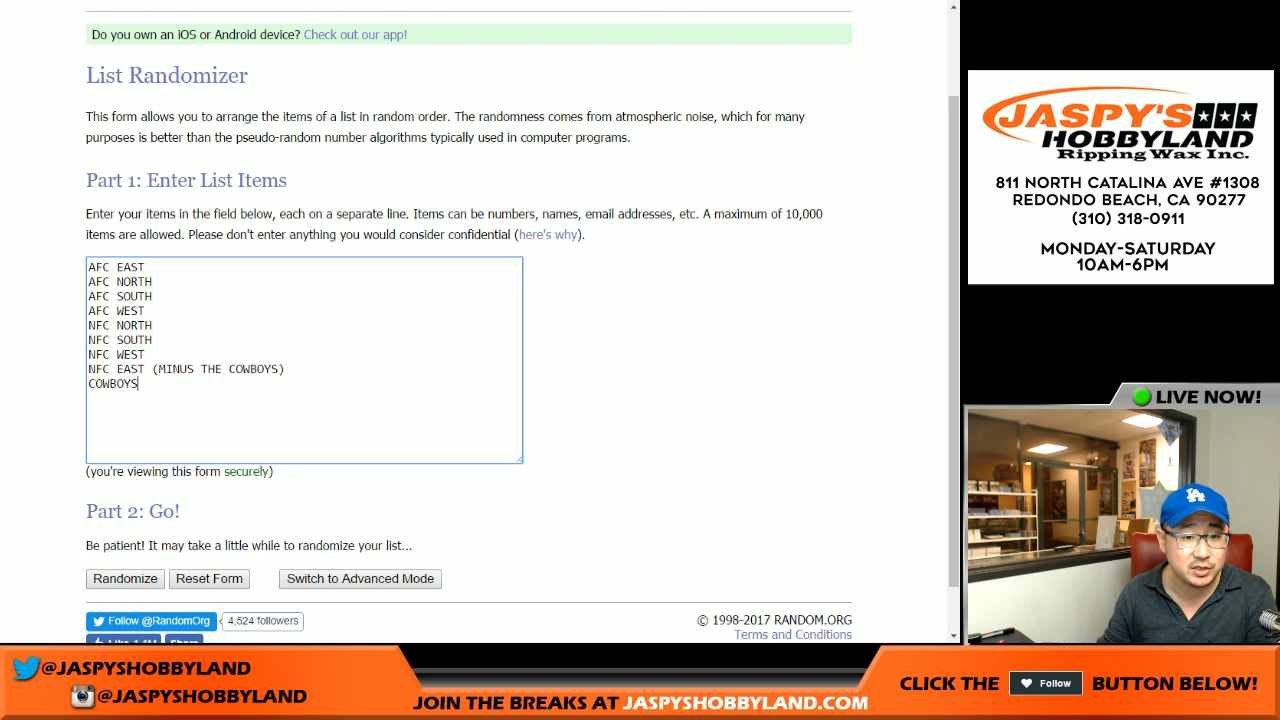 Do you own an iOS or Android device? Check out our app!
List Randomizer
This form allows you to arrange the items of a list in random order. The randomness comes from atmospheric noise, which for many
purposes is better than the pseudo-random number algorithms typically used in computer programs.
Part 1: Enter List Items
Enter your items in the field below, each on a separate line. Items can be numbers, names, email addresses, etc. A maximum of 10,000
items are allowed. Please don't enter anything you would consider confidential (here's why).
AFC EAST
AFC NORTH
AFC SOUTH
AFC WEST
NFC NORTH
NFC SOUTH
NFC WEST
NFC EAST (MINUS THE COWBOYS)
COWBOYS
(you're viewing this form securely)
Part 2: Go!
Be patient! It may take a little while to randomize your list...
Randomize Reset Form Switch to Advanced Mode
Follow @RandomOrg 4,524 followers
© 1998-2017 RANDOM.ORG
Terms and Conditions
Like 1.1M Share
JASPY'S
HOBBYLAND
Ripping Wax Inc.
811 NORTH CATALINA AVE #1308
REDONDO BEACH, CA 90277
(310) 318-0911
MONDAY-SATURDAY
10AM-6PM
LIVE NOW!
LA
@JASPYSHOBBYLAND
@JASPYSHOBBYLAND
JOIN THE BREAKS AT JASPYSHOBBYLAND.COM
CLICK THE Follow BUTTON BELOW!